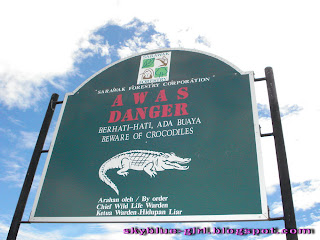 SARAWAK FORESTRY CORPORATION
AWAS
DANGER
BERHATI-HATI, ADA BUAYA
BEWARE OF CROCODILES
Arahan oleh / By order
Chief Wild Life Warden
Ketua Warden Hidupan Liar
skyblue-girl.blogspot.com